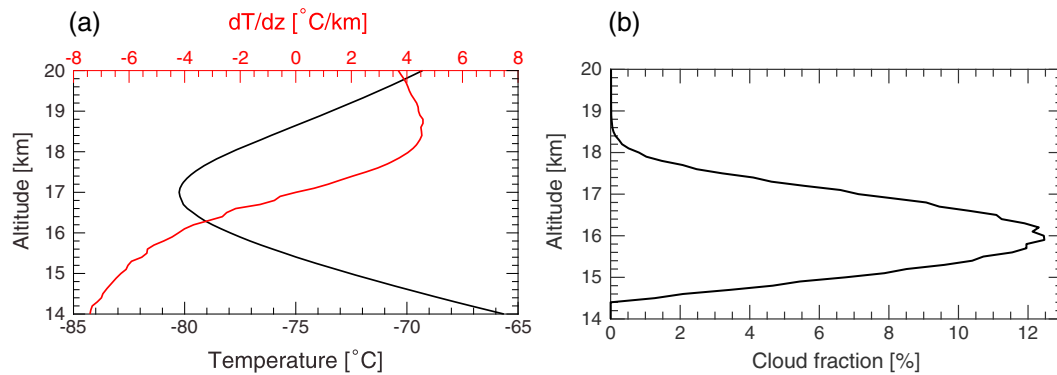 (a)
dT/dz [°C/km]
-8 -6 -4 -2 0 2 4 6 8
20
19
18
17
16
15
14
Altitude [km]
-85 -80 -75 -70 -65
Temperature [°C]
(b)
20
19
18
17
16
15
14
Altitude [km]
0 2 4 6 8 10 12
Cloud fraction [%]